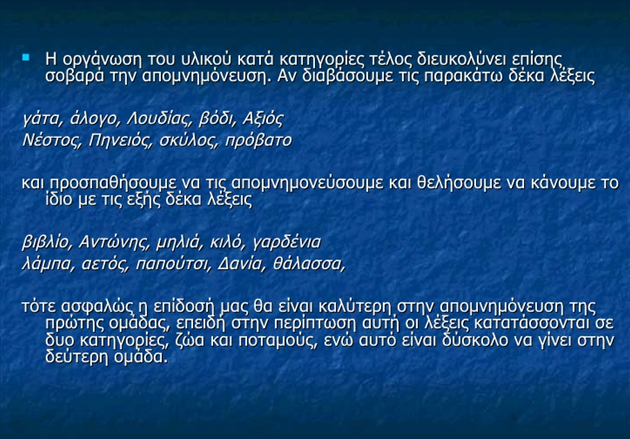 Η οργάνωση του υλικού κατά κατηγορίες τέλος διευκολύνει επίσης
σοβαρά την απομνημόνευση. Αν διαβάσουμε τις παρακάτω δέκα λέξεις
γάτα, άλογο, Λουδίας, βόδι, Αξιός
Νέστος, Πηνειός, σκύλος, πρόβατο
και προσπαθήσουμε να τις απομνημονεύσουμε και θελήσουμε να κάνουμε το
ίδιο με τις εξής δέκα λέξεις
βιβλίο, Αντώνης, μηλιά, κιλό, γαρδένια
λάμπα, αετός, παπούτσι, Δανία, θάλασσα,
τότε ασφαλώς η επίδοσή μας θα είναι καλύτερη στην απομνημόνευση της
πρώτης ομάδας, επειδή στην περίπτωση αυτή οι λέξεις κατατάσσονται σε
δυο κατηγορίες, ζώα και ποταμούς, ενώ αυτό είναι δύσκολο να γίνει στην
δεύτερη ομάδα.